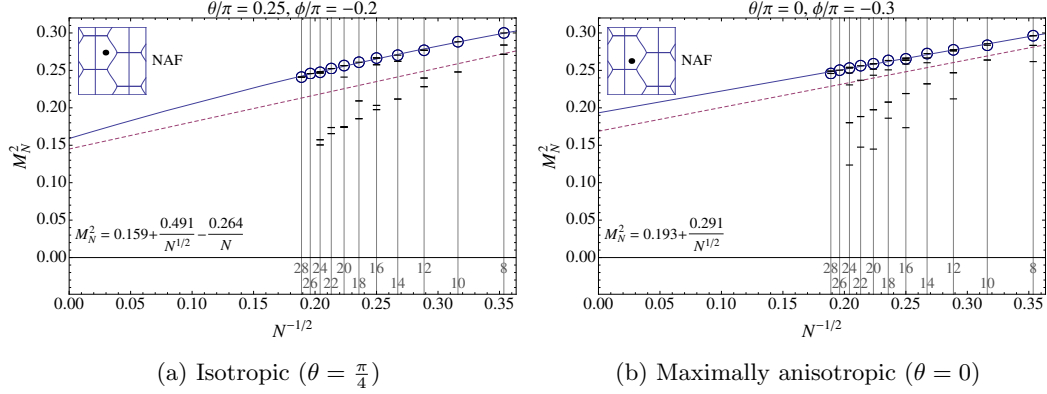 θ/π = 0.25, ϕ/π = −0.2
NAF
M_N^2
0.30
0.25
0.20
0.15
0.10
0.05
0.00
M_N^2 = 0.159+0.491/N^{1/2}−0.264/N
28 26 24 22 20 18 16 14 12 10 8
0.00 0.05 0.10 0.15 0.20 0.25 0.30 0.35
N^{−1/2}
(a) Isotropic (θ = π/4)
θ/π = 0, ϕ/π = −0.3
NAF
M_N^2
0.30
0.25
0.20
0.15
0.10
0.05
0.00
M_N^2 = 0.193+0.291/N^{1/2}
28 26 24 22 20 18 16 14 12 10 8
0.00 0.05 0.10 0.15 0.20 0.25 0.30 0.35
N^{−1/2}
(b) Maximally anisotropic (θ = 0)